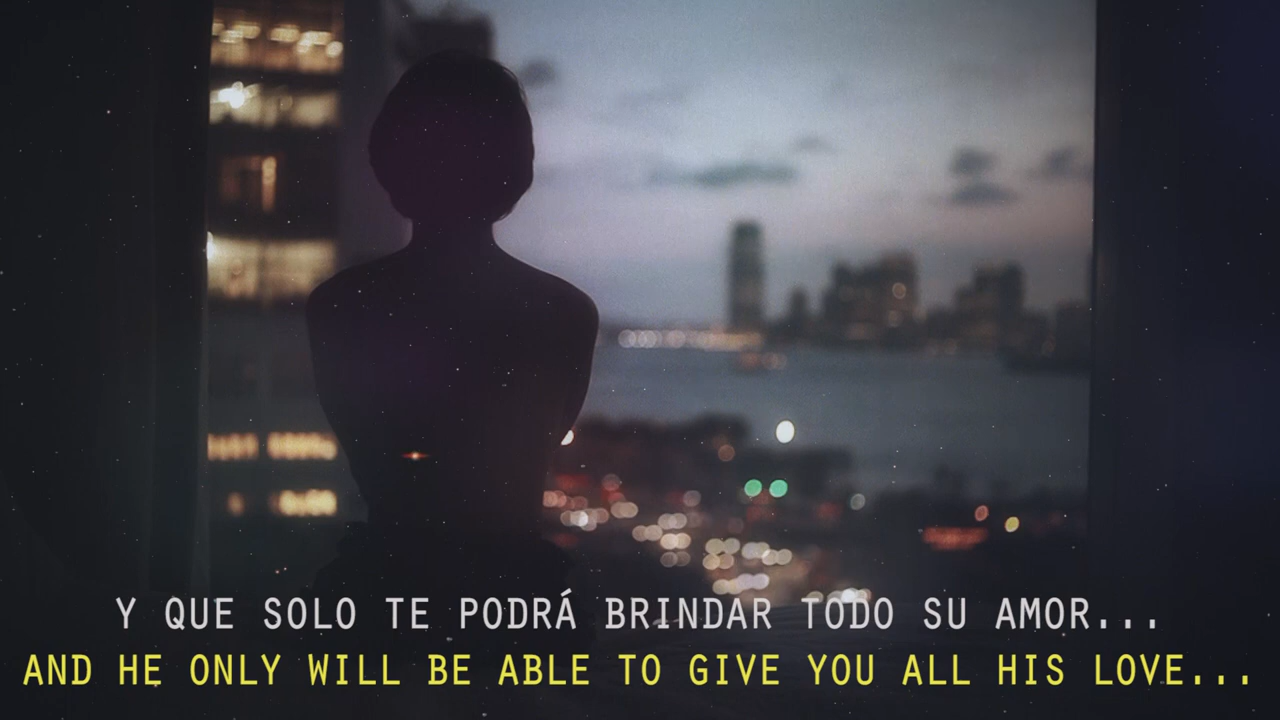 Y QUE SOLO TE PODRÁ BRINDAR TODO SU AMOR...
AND HE ONLY WILL BE ABLE TO GIVE YOU ALL HIS LOVE...